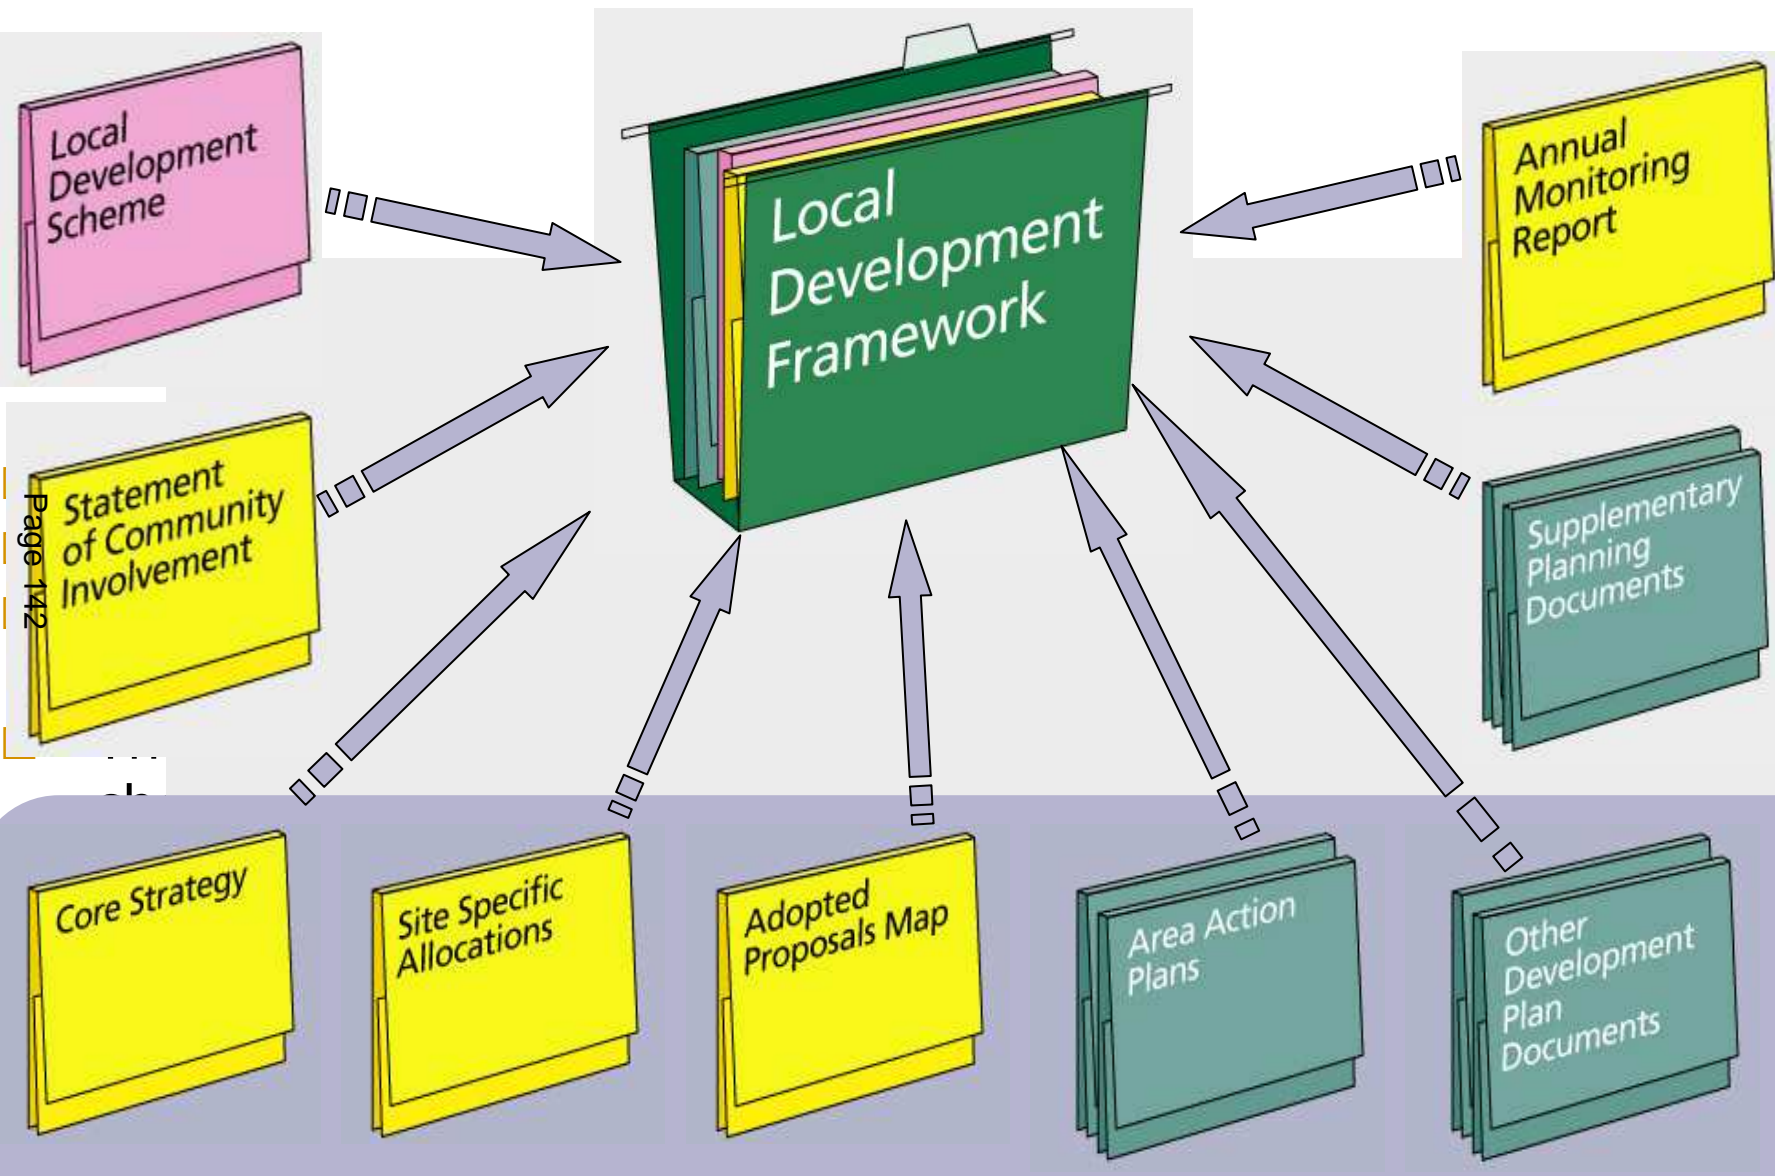 Local
Development
Scheme
Local
Development
Framework
Annual
Monitoring
Report
Statement
of Community
Involvement
Page 142
Supplementary
Planning
Documents
Core Strategy
Site Specific
Allocations
Adopted
Proposals Map
Area Action
Plans
Other
Development
Plan
Documents